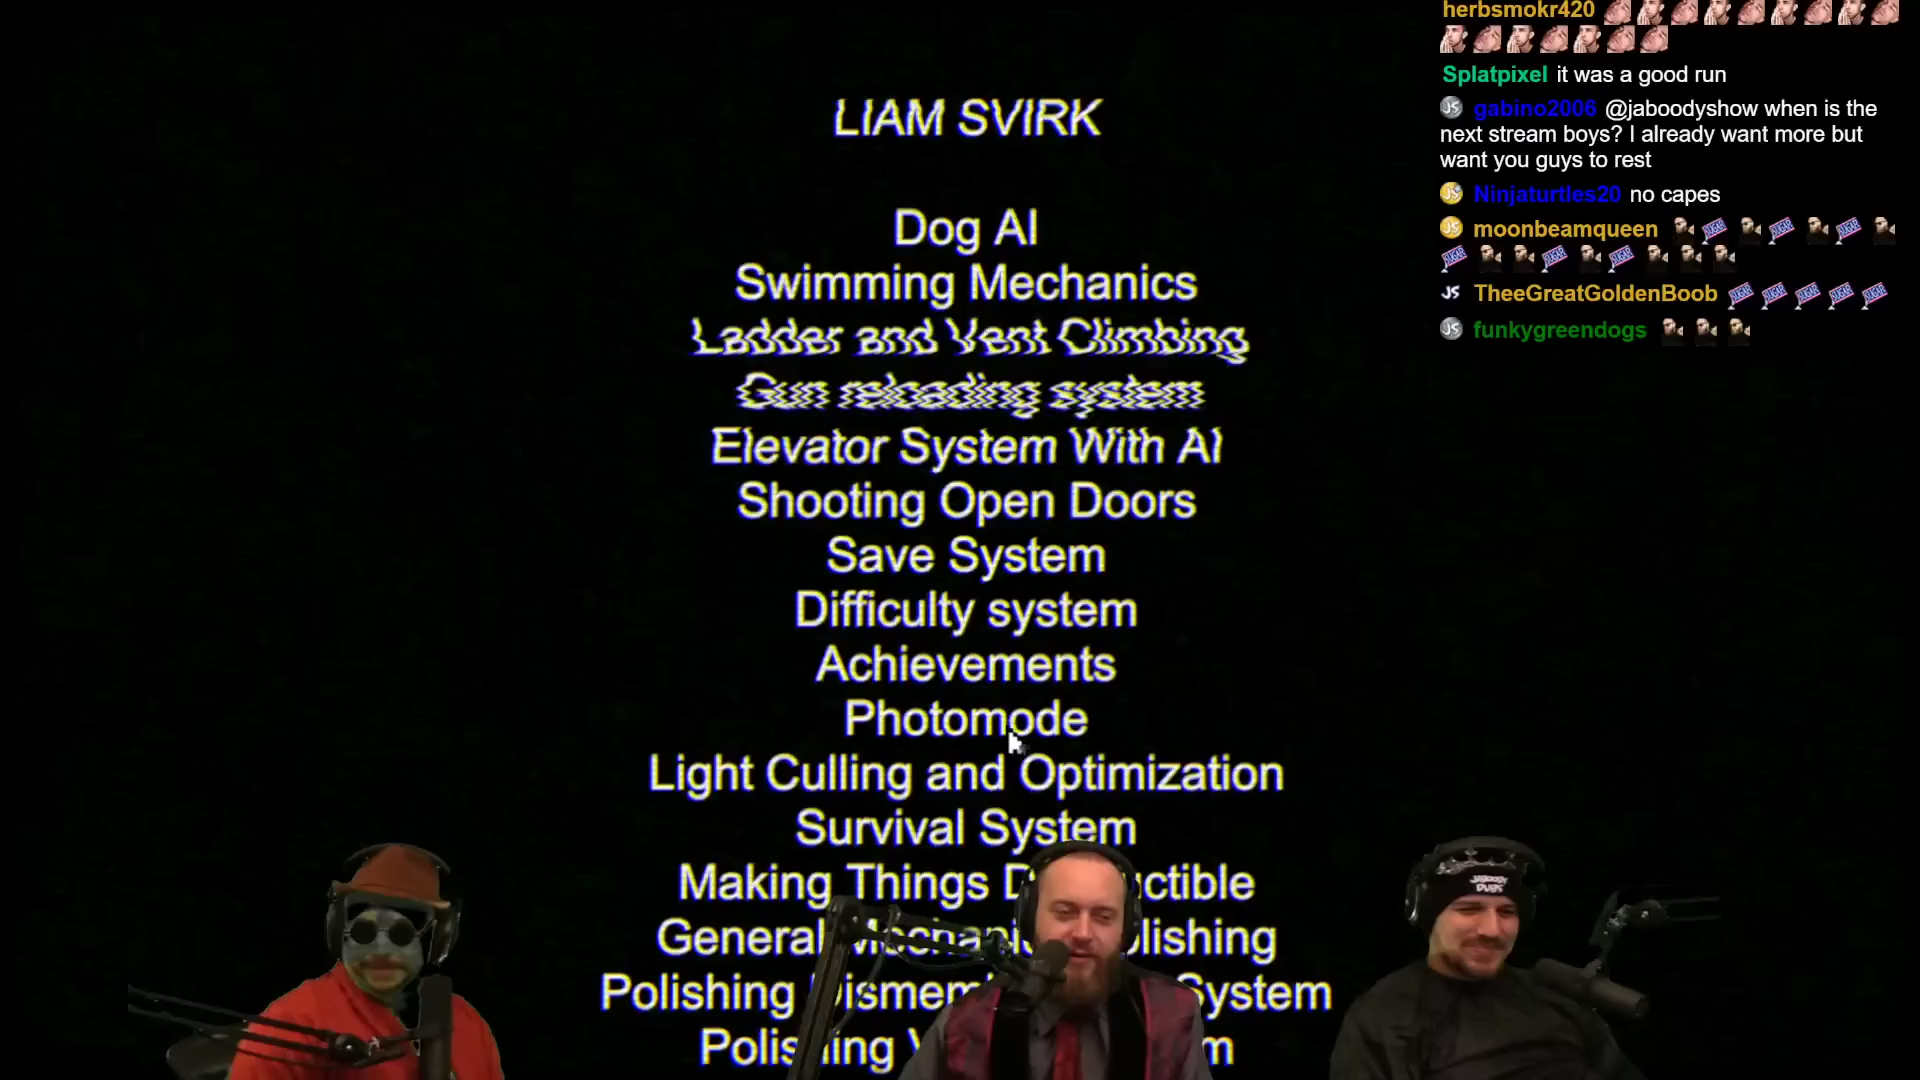 herbsmokr420
Splatpixel it was a good run
gabino2006 @jaboodyshow when is the
next stream boys? I already want more but
want you guys to rest
Ninjaturtles20 no capes
moonbeamqueen
TheeGreatGoldenBoob
funkygreendogs
LIAM SVIRK
Dog AI
Swimming Mechanics
Ladder and Vent Climbing
Gun reloading system
Elevator System With AI
Shooting Open Doors
Save System
Difficulty system
Achievements
Photomode
Light Culling and Optimization
Survival System
Making Things
General
Polishing System
JABOODY
DUBS